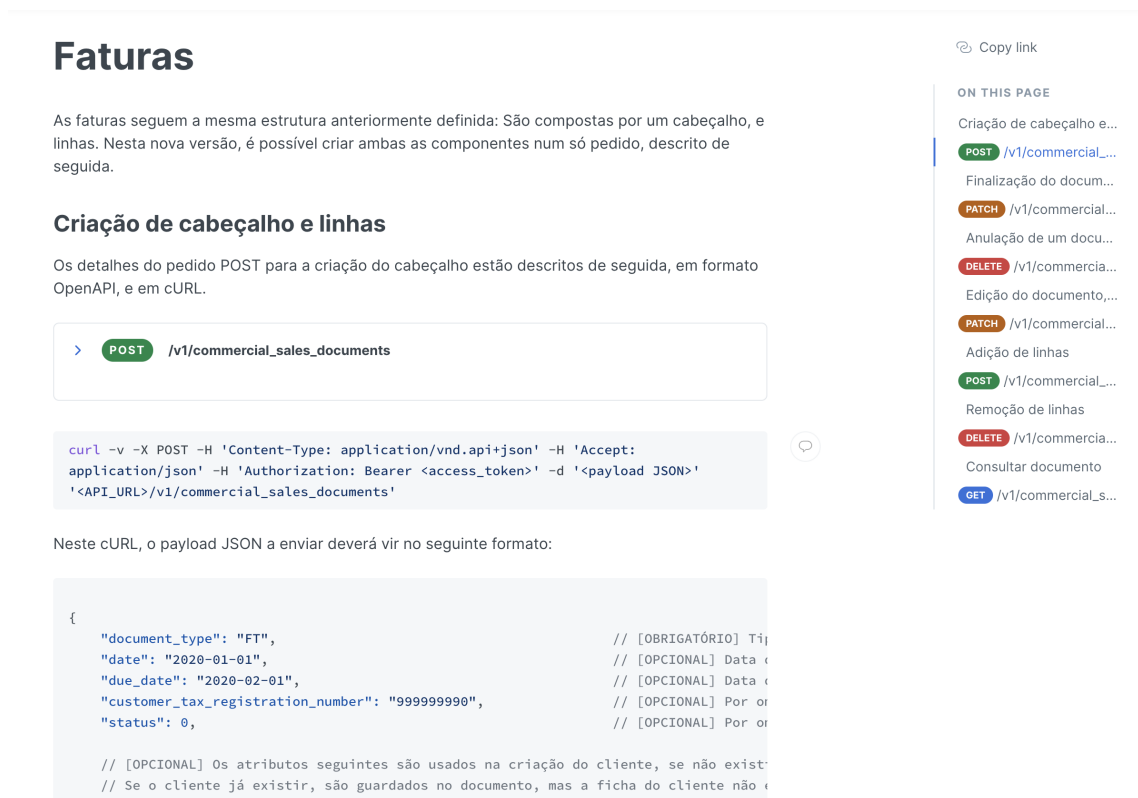 Faturas
As faturas seguem a mesma estrutura anteriormente definida: São compostas por um cabeçalho, e
linhas. Nesta nova versão, é possível criar ambas as componentes num só pedido, descrito de
seguida.
Criação de cabeçalho e linhas
Os detalhes do pedido POST para a criação do cabeçalho estão descritos de seguida, em formato
OpenAPI, e em cURL.
POST /v1/commercial_sales_documents
curl -v -X POST -H 'Content-Type: application/vnd.api+json' -H 'Accept:
application/json' -H 'Authorization: Bearer <access_token>' -d '<payload JSON>'
'<API_URL>/v1/commercial_sales_documents'
Neste cURL, o payload JSON a enviar deverá vir no seguinte formato:
{
"document_type": "FT", // [OBRIGATÓRIO]
"date": "2020-01-01", // [OPCIONAL] Data
"due_date": "2020-02-01", // [OPCIONAL] Data
"customer_tax_registration_number": "999999990", // [OPCIONAL] Por
"status": 0, // [OPCIONAL] Por
// [OPCIONAL] Os atributos seguintes são usados na criação do cliente, se não
// Se o cliente já existir, são guardados no documento, mas a ficha do cliente não
Copy link
ON THIS PAGE
Criação de cabeçalho e...
POST /v1/commercial_...
Finalização do docum...
PATCH /v1/commercial...
Anulação de um docu...
DELETE /v1/commercia...
Edição do documento,...
PATCH /v1/commercial...
Adição de linhas
POST /v1/commercial_...
Remoção de linhas
DELETE /v1/commercia...
Consultar documento
GET /v1/commercial_s...